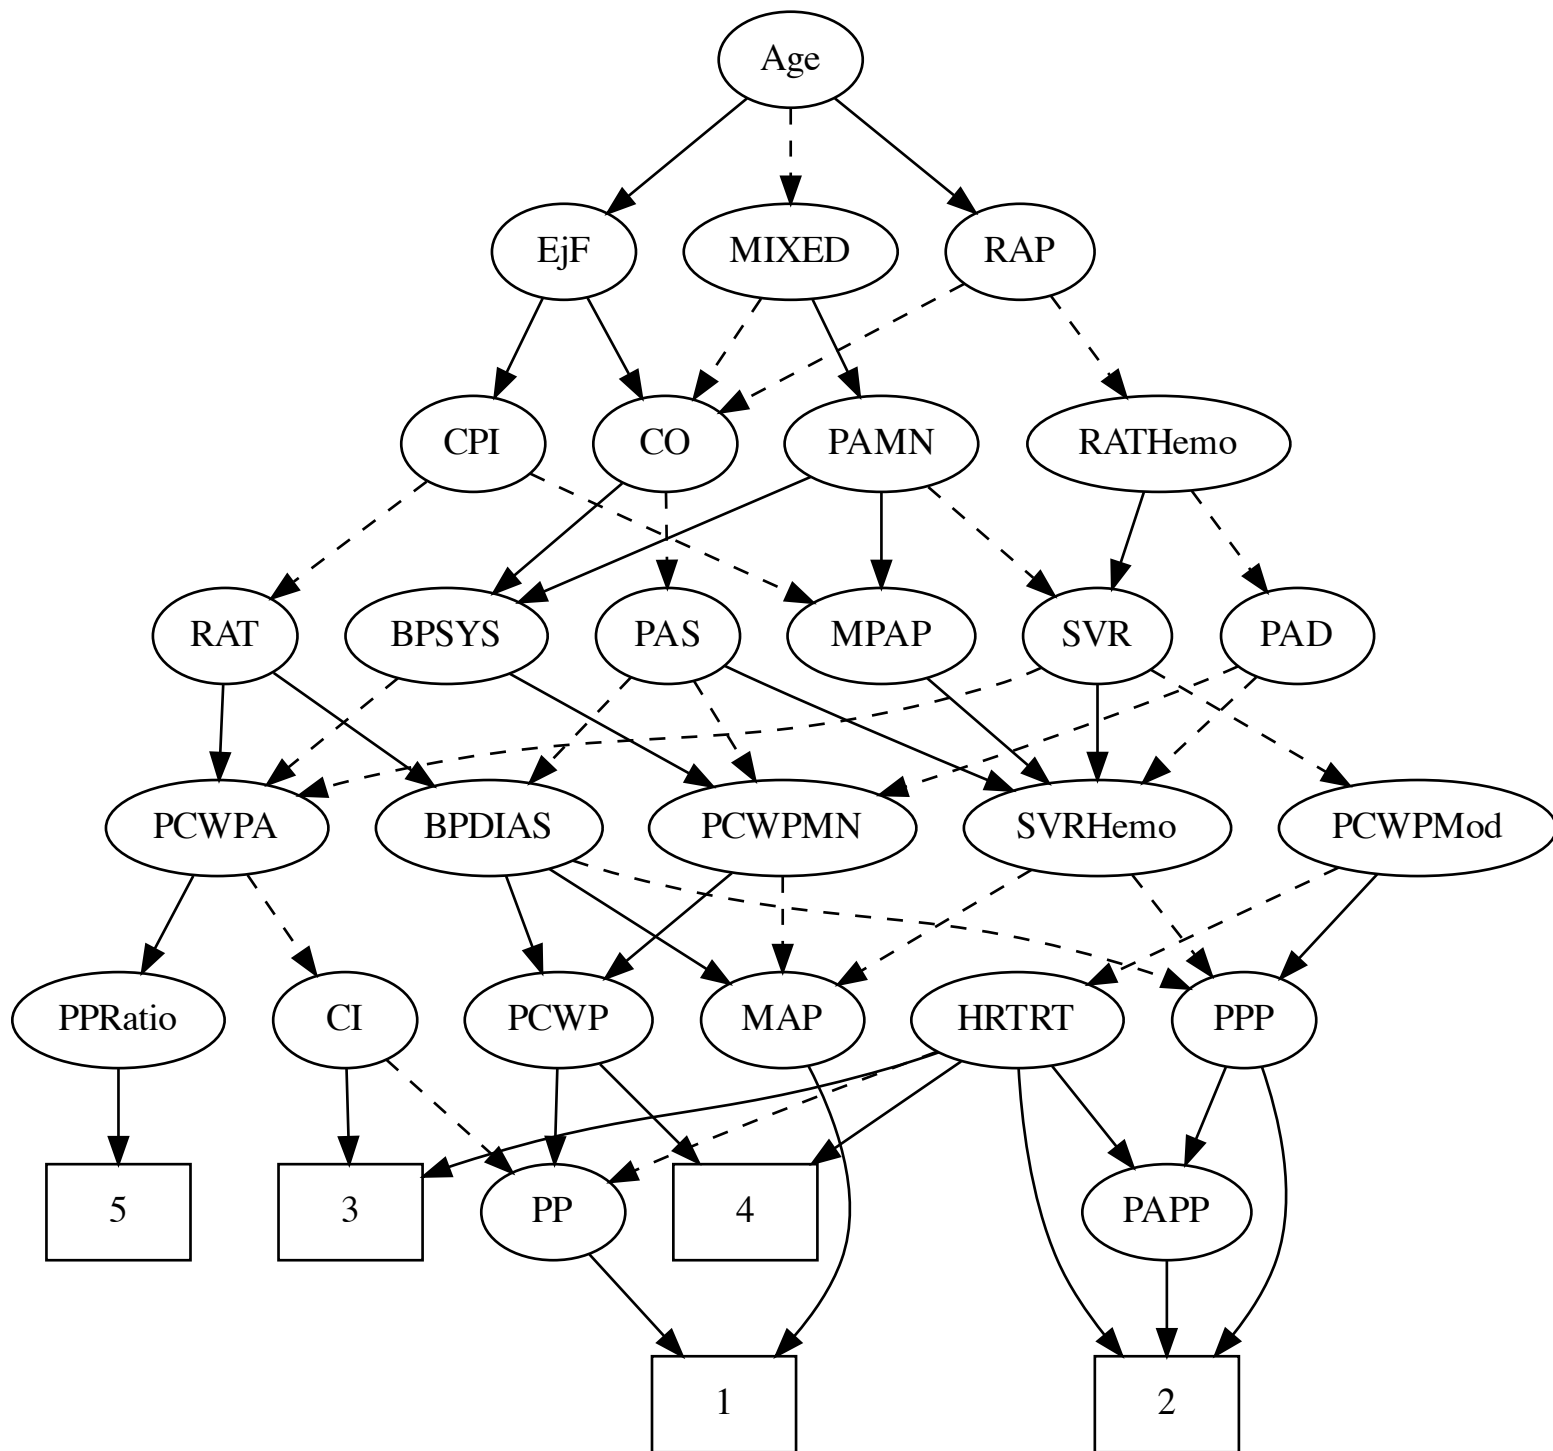 Age
EjF
MIXED
RAP
CPI
CO
PAMN
RATHemo
RAT
BPSYS
PAS
MPAP
SVR
PAD
PCWPA
BPDIAS
PCWPMN
SVRHemo
PCWPMod
PPRatio
CI
PCWP
MAP
HRTRT
PPP
5
3
PP
4
PAPP
1
2